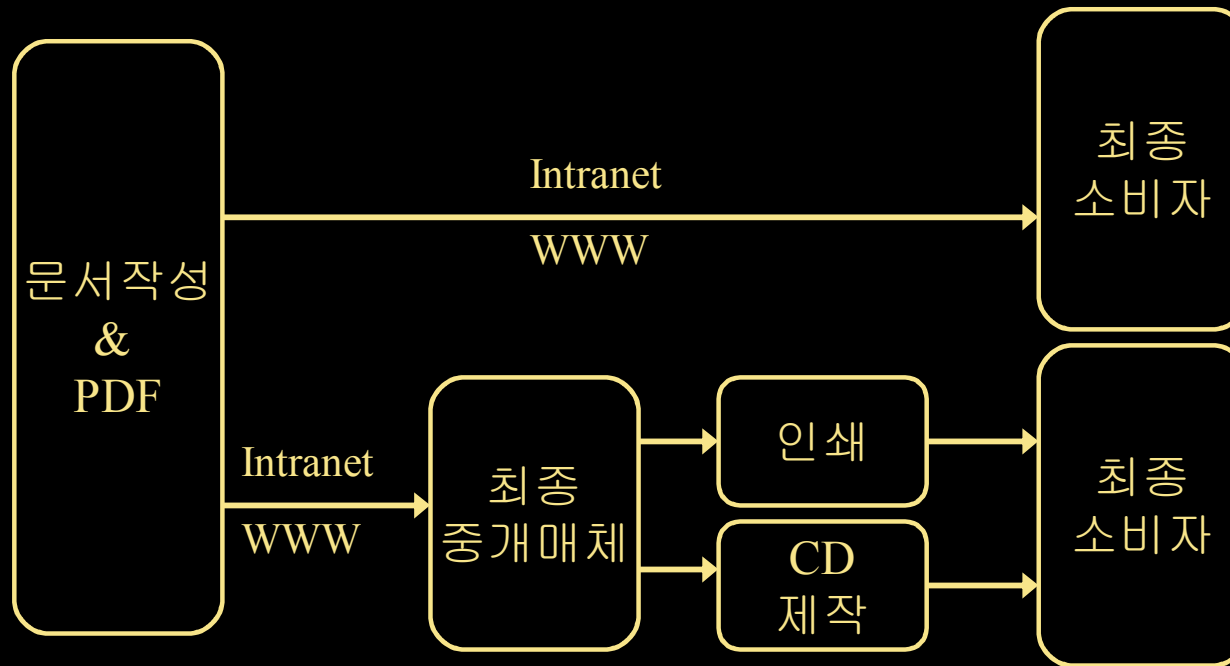 문서작성
&
PDF
Intranet
WWW
최종
소비자
Intranet
WWW
최종
중개매체
인쇄
CD
제작
최종
소비자